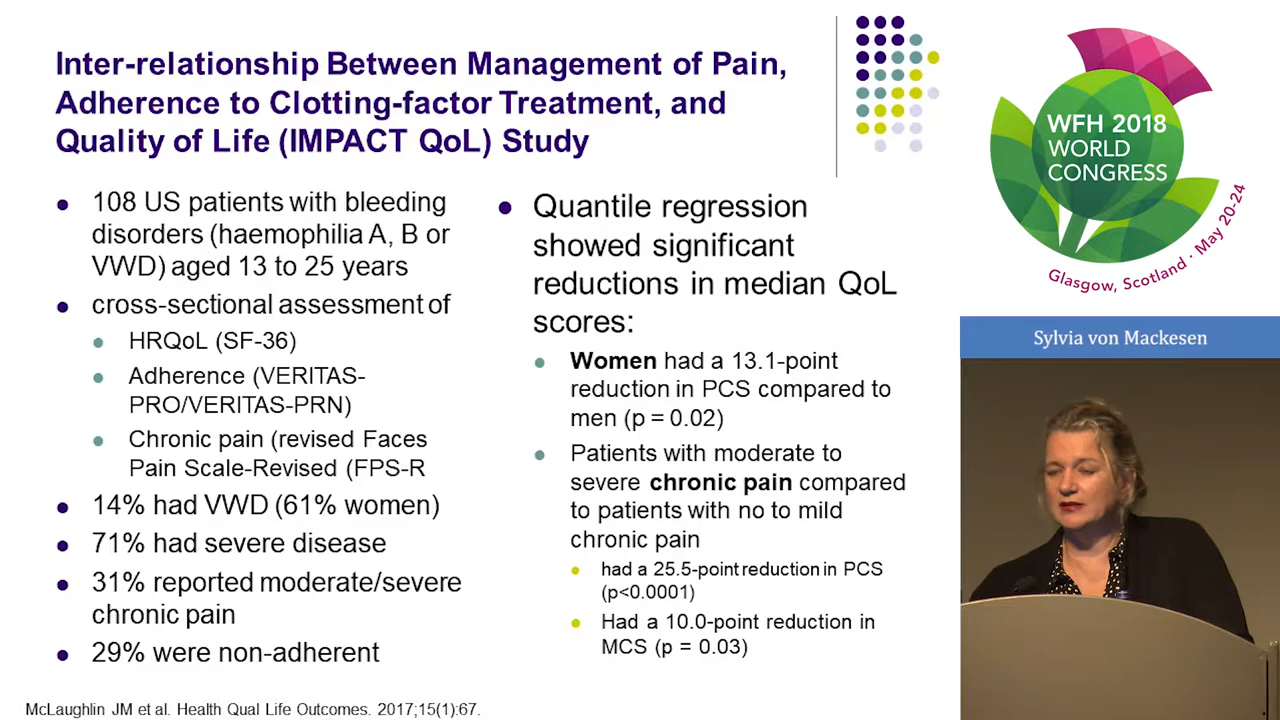 Inter-relationship Between Management of Pain,
Adherence to Clotting-factor Treatment, and
Quality of Life (IMPACT QoL) Study
108 US patients with bleeding
disorders (haemophilia A, B or
VWD) aged 13 to 25 years
cross-sectional assessment of
HRQoL (SF-36)
Adherence (VERITAS-
PRO/VERITAS-PRN)
Chronic pain (revised Faces
Pain Scale-Revised (FPS-R
14% had VWD (61% women)
71% had severe disease
31% reported moderate/severe
chronic pain
29% were non-adherent
Quantile regression
showed significant
reductions in median QoL
scores:
Women had a 13.1-point
reduction in PCS compared to
men (p = 0.02)
Patients with moderate to
severe chronic pain compared
to patients with no to mild
chronic pain
had a 25.5-point reduction in PCS
(p<0.0001)
Had a 10.0-point reduction in
MCS (p = 0.03)
McLaughlin JM et al. Health Qual Life Outcomes. 2017;15(1):67.
WFH 2018
WORLD
CONGRESS
Glasgow, Scotland · May 20-24
Sylvia von Mackesen